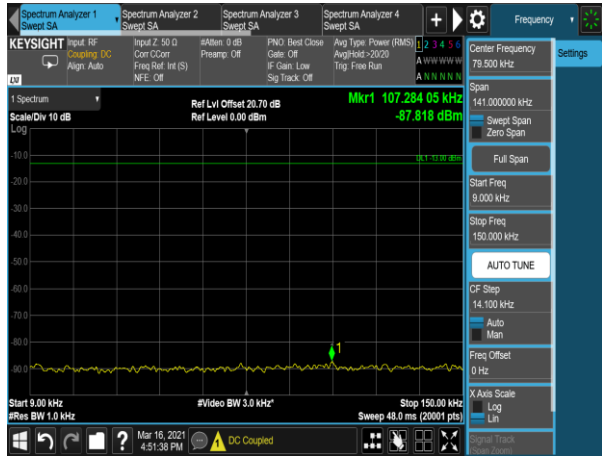 Spectrum Analyzer 1
Swept SA
Spectrum Analyzer 2
Swept SA
Spectrum Analyzer 3
Swept SA
Spectrum Analyzer 4
Swept SA
Frequency
KEYSIGHT
Input: RF
Coupling: DC
Align: Auto
Input Z: 50 Ω
Corr CCorr
Freq Ref: Int (S)
NFE: Off
#Atten: 0 dB
Preamp: Off
PNO: Best Close
Gate: Off
IF Gain: Low
Sig Track: Off
Avg Type: Power (RMS)
Avg|Hold:>20/20
Trig: Free Run
1 2 3 4 5 6
A W W W W W
A N N N N N
LXI
1 Spectrum
Scale/Div 10 dB
Log
Ref Lvl Offset 20.70 dB
Ref Level 0.00 dBm
Mkr1 107.284 05 kHz
-87.818 dBm
DL1 -13.00 dBm
-10.0
-20.0
-30.0
-40.0
-50.0
-60.0
-70.0
-80.0
-90.0
1
Start 9.00 kHz
#Res BW 1.0 kHz
#Video BW 3.0 kHz*
Stop 150.00 kHz
Sweep 48.0 ms (20001 pts)
Center Frequency
79.500 kHz
Settings
Span
141.000000 kHz
Swept Span
Zero Span
Full Span
Start Freq
9.000 kHz
Stop Freq
150.000 kHz
AUTO TUNE
CF Step
14.100 kHz
Auto
Man
Freq Offset
0 Hz
X Axis Scale
Log
Lin
Signal Track
(Span Zoom)
?
Mar 16, 2021
4:51:38 PM
DC Coupled